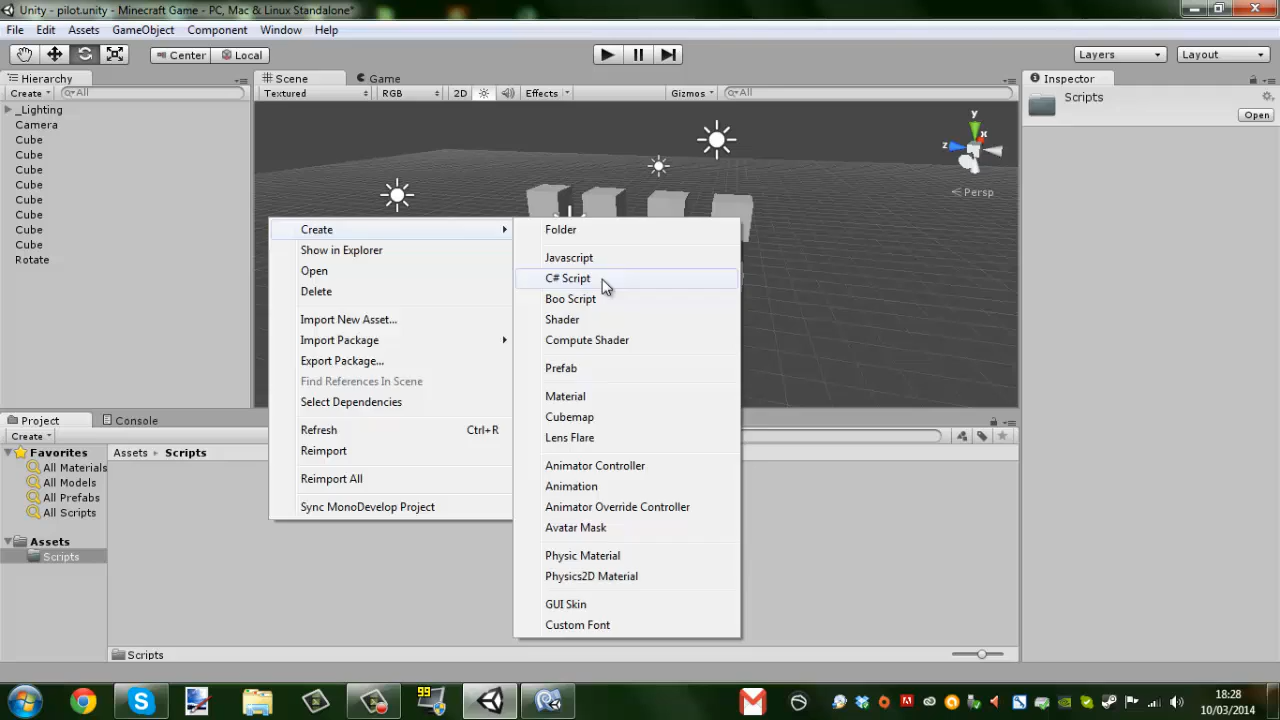 Unity - pilot.unity - Minecraft Game - PC, Mac & Linux Standalone*
File Edit Assets GameObject Component Window Help
Center Local Layers Layout
Hierarchy
Create All
_Lighting
Camera
Cube
Cube
Cube
Cube
Cube
Cube
Cube
Cube
Rotate
Scene Game
Textured RGB 2D Effects Gizmos All
y
x
z
Persp
Inspector
Scripts
Open
Create
Show in Explorer
Open
Delete
Import New Asset...
Import Package
Export Package...
Find References In Scene
Select Dependencies
Refresh Ctrl+R
Reimport
Reimport All
Sync MonoDevelop Project
Folder
Javascript
C# Script
Boo Script
Shader
Compute Shader
Prefab
Material
Cubemap
Lens Flare
Animator Controller
Animation
Animator Override Controller
Avatar Mask
Physic Material
Physics2D Material
GUI Skin
Custom Font
Project Console
Create
Favorites
All Materials
All Models
All Prefabs
All Scripts
Assets
Scripts
Assets Scripts
Scripts
99
18:28
10/03/2014